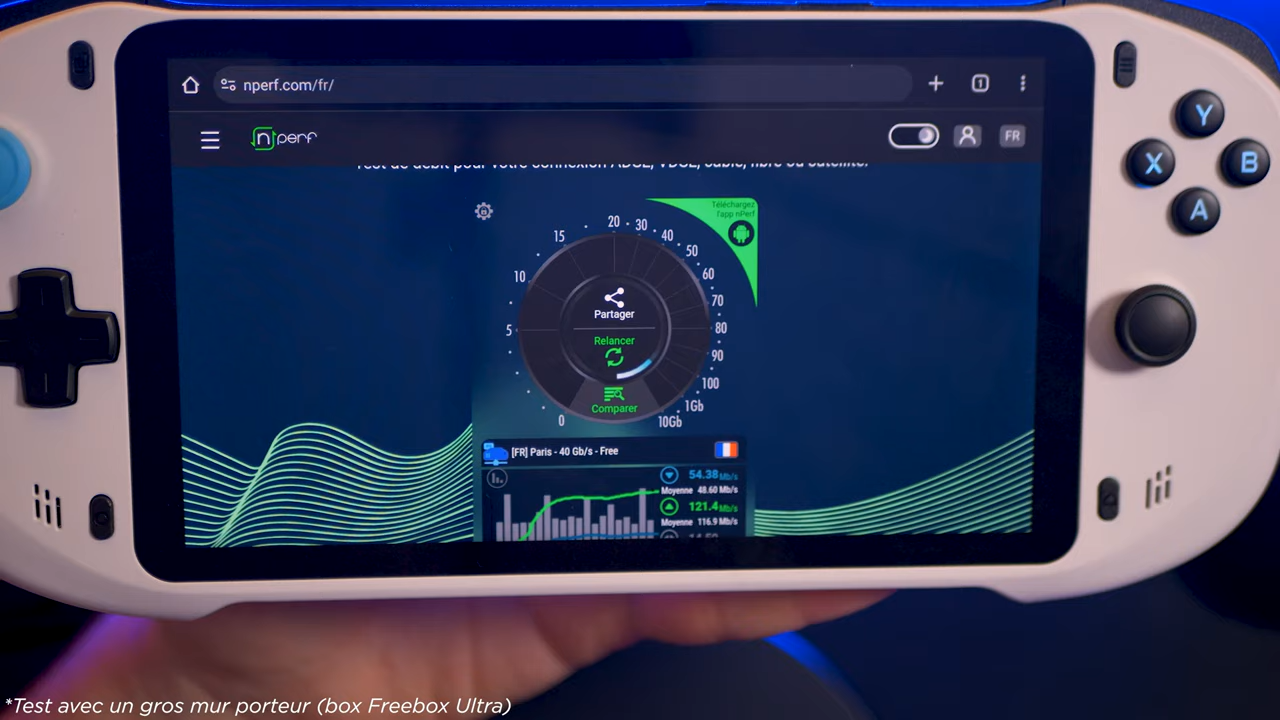 nperf.com/fr/
1
nperf
FR
Test de débit pour votre connexion ADSL, VDSL, câble, fibre ou satellite.
Téléchargez
l'app nPerf
0
5
10
15
20
30
40
50
60
70
80
90
100
1Gb
10Gb
Partager
Relancer
Comparer
[FR] Paris - 40 Gb/s - Free
54.38 Mb/s
Moyenne 48.60 Mb/s
121.4 Mb/s
Moyenne 116.9 Mb/s
Y
X
B
A
*Test avec un gros mur porteur (box Freebox Ultra)